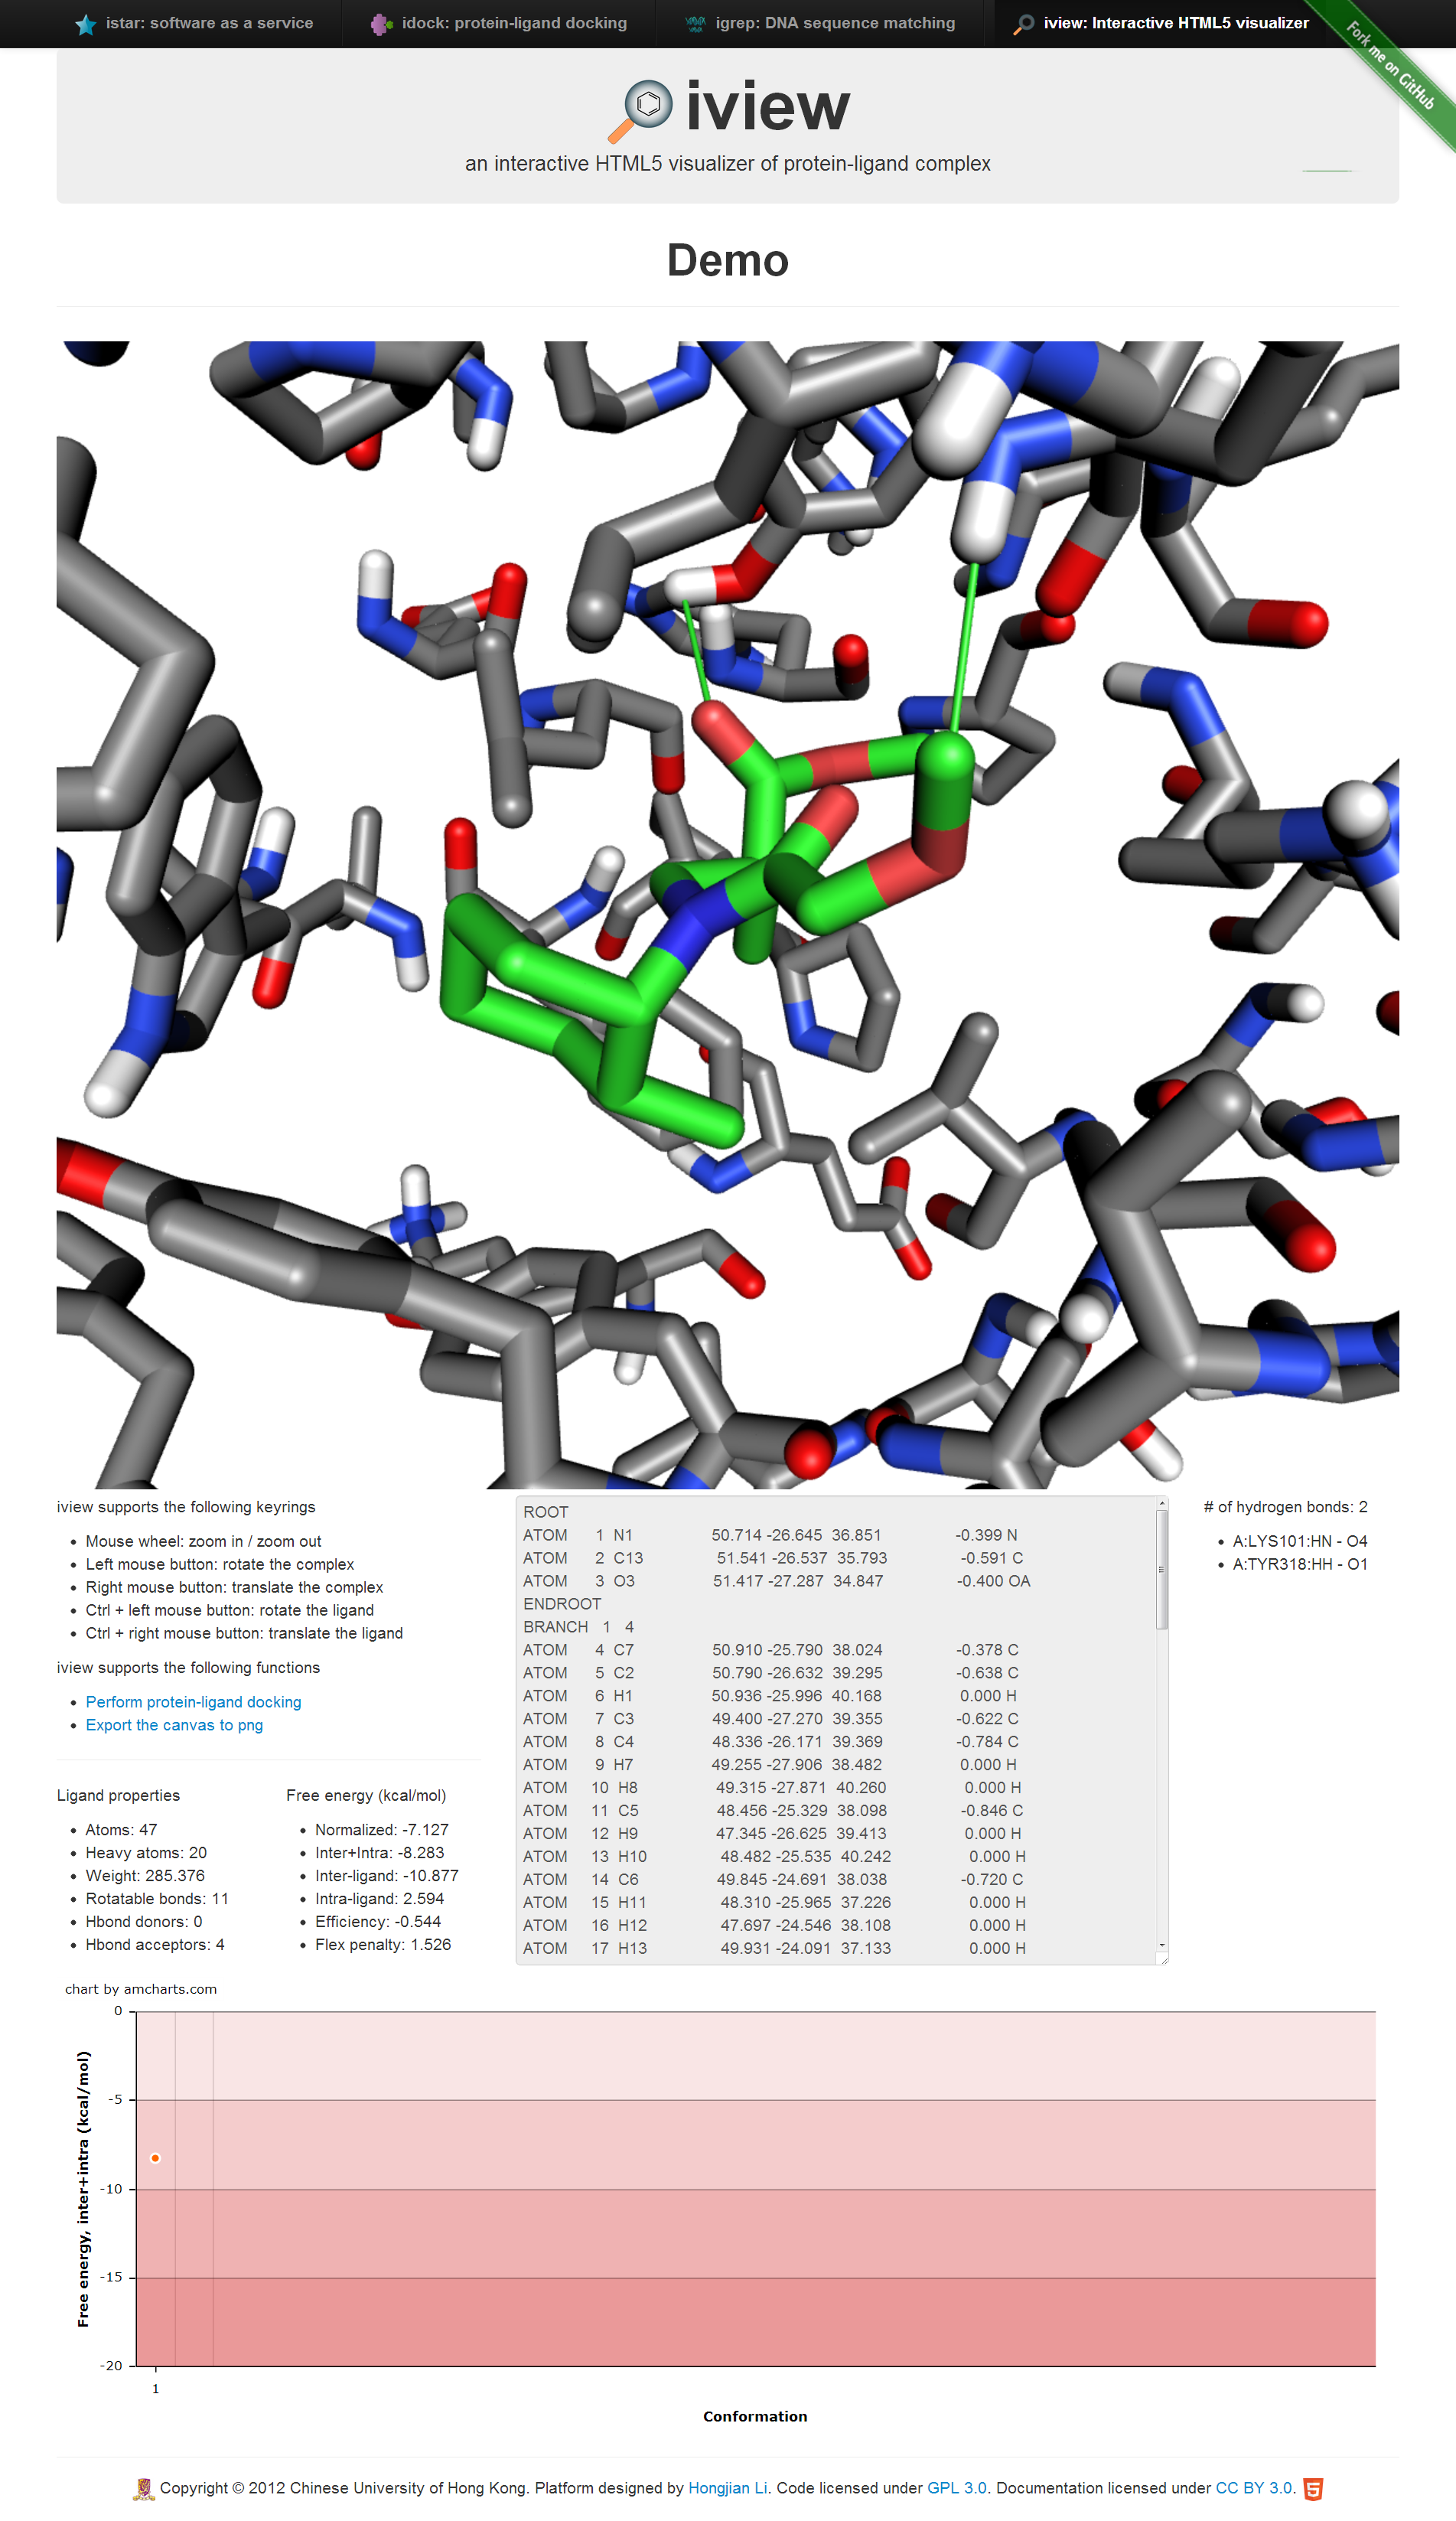 istar: software as a service idock: protein-ligand docking igrep: DNA sequence matching iview: Interactive HTML5 visualizer
Fork me on GitHub
iview
an interactive HTML5 visualizer of protein-ligand complex
Demo
iview supports the following keyrings
• Mouse wheel: zoom in / zoom out
• Left mouse button: rotate the complex
• Right mouse button: translate the complex
• Ctrl + left mouse button: rotate the ligand
• Ctrl + right mouse button: translate the ligand
iview supports the following functions
• Perform protein-ligand docking
• Export the canvas to png
Ligand properties
• Atoms: 47
• Heavy atoms: 20
• Weight: 285.376
• Rotatable bonds: 11
• Hbond donors: 0
• Hbond acceptors: 4
Free energy (kcal/mol)
• Normalized: -7.127
• Inter+Intra: -8.283
• Inter-ligand: -10.877
• Intra-ligand: 2.594
• Efficiency: -0.544
• Flex penalty: 1.526
ROOT
ATOM 1 N1 50.714 -26.645 36.851 -0.399 N
ATOM 2 C13 51.541 -26.537 35.793 -0.591 C
ATOM 3 O3 51.417 -27.287 34.847 -0.400 OA
ENDROOT
BRANCH 1 4
ATOM 4 C7 50.910 -25.790 38.024 -0.378 C
ATOM 5 C2 50.790 -26.632 39.295 -0.638 C
ATOM 6 H1 50.936 -25.996 40.168 0.000 H
ATOM 7 C3 49.400 -27.270 39.355 -0.622 C
ATOM 8 C4 48.336 -26.171 39.369 -0.784 C
ATOM 9 H7 49.255 -27.906 38.482 0.000 H
ATOM 10 H8 49.315 -27.871 40.260 0.000 H
ATOM 11 C5 48.456 -25.329 38.098 -0.846 C
ATOM 12 H9 47.345 -26.625 39.413 0.000 H
ATOM 13 H10 48.482 -25.535 40.242 0.000 H
ATOM 14 C6 49.845 -24.691 38.038 -0.720 C
ATOM 15 H11 48.310 -25.965 37.226 0.000 H
ATOM 16 H12 47.697 -24.546 38.108 0.000 H
ATOM 17 H13 49.931 -24.091 37.133 0.000 H
# of hydrogen bonds: 2
• A:LYS101:HN - O4
• A:TYR318:HH - O1
chart by amcharts.com
Free energy, inter+intra (kcal/mol)
0
-5
-10
-15
-20
1
Conformation
Copyright © 2012 Chinese University of Hong Kong. Platform designed by Hongjian Li. Code licensed under GPL 3.0. Documentation licensed under CC BY 3.0.